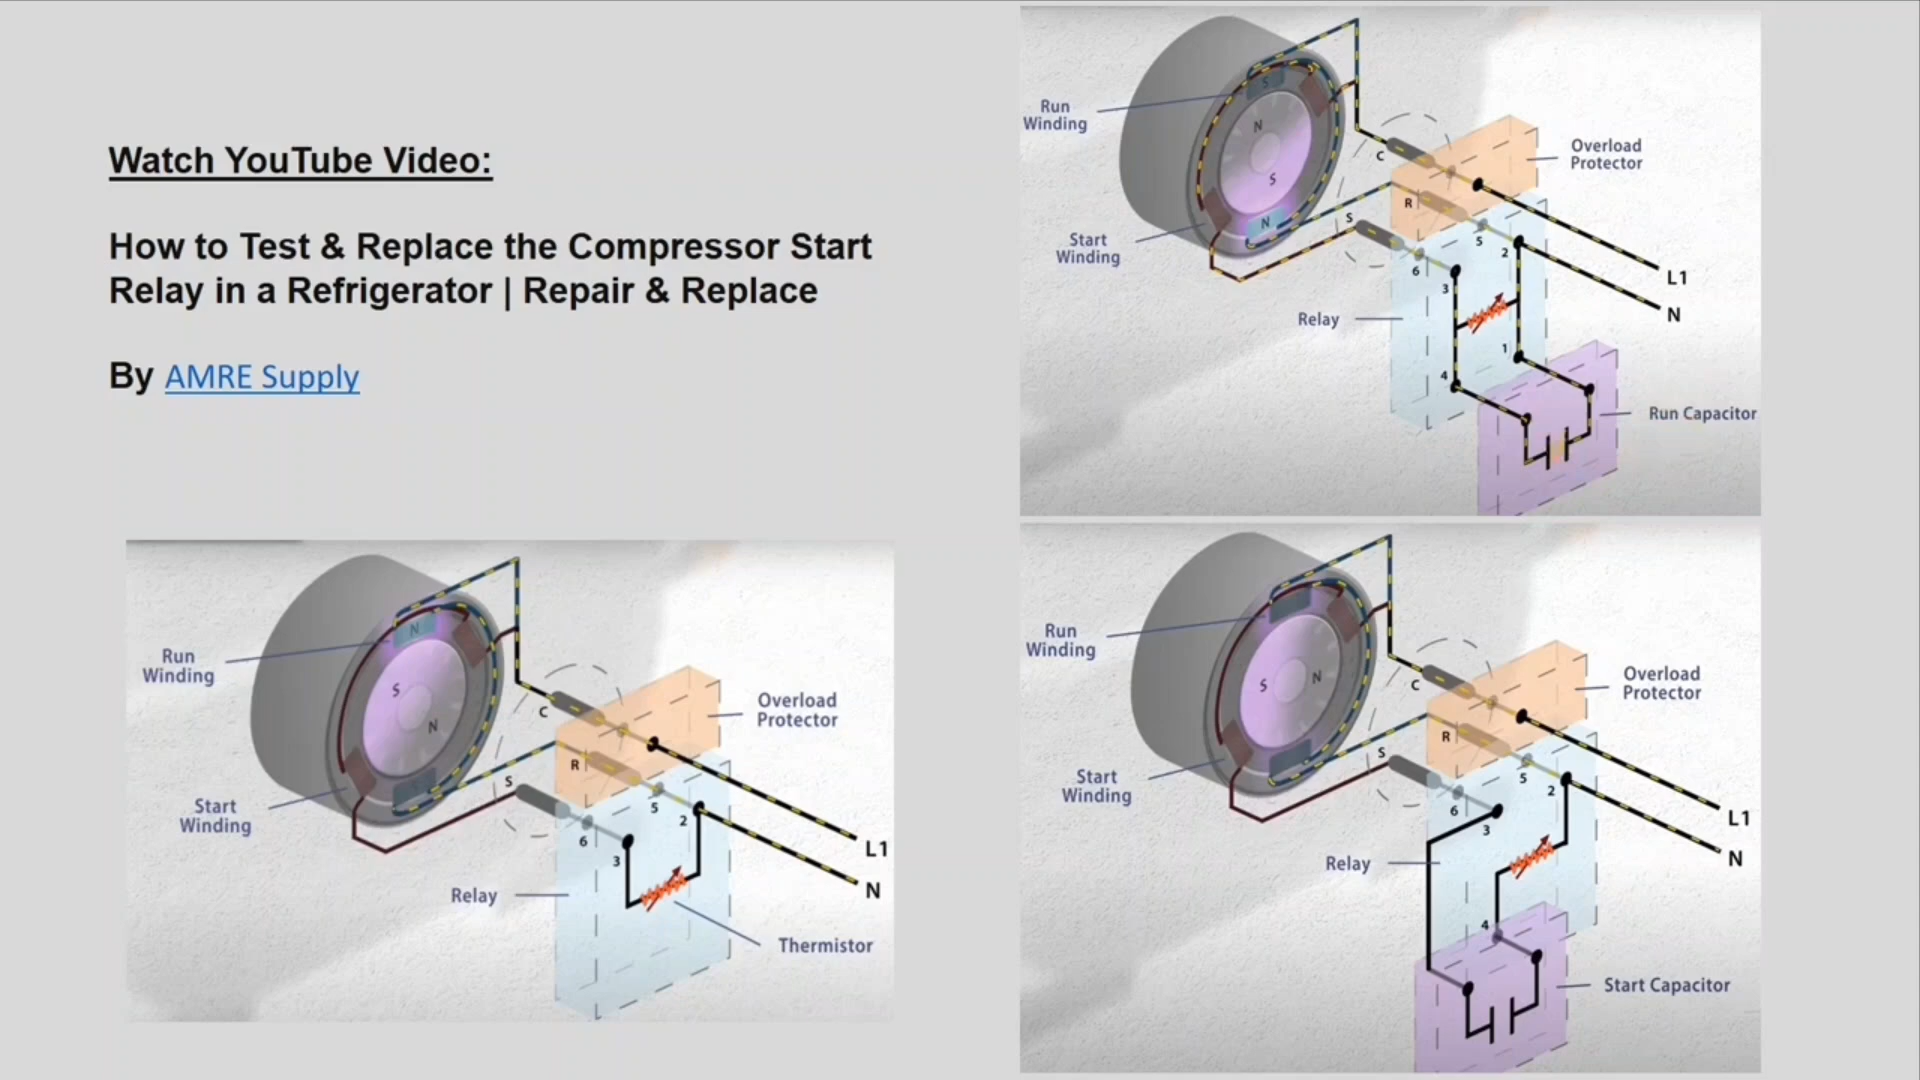 Watch YouTube Video:
How to Test & Replace the Compressor Start
Relay in a Refrigerator | Repair & Replace
By AMRE Supply
Run
Winding
S
N
S
N
Start
Winding
C
R
S
Overload
Protector
5
2
6
3
L1
N
Relay
1
4
Run Capacitor
Run
Winding
N
S
N
S
Start
Winding
C
R
S
Overload
Protector
5
2
6
3
L1
N
Relay
Thermistor
Run
Winding
S
N
Start
Winding
C
R
S
Overload
Protector
5
2
6
3
L1
N
Relay
4
Start Capacitor